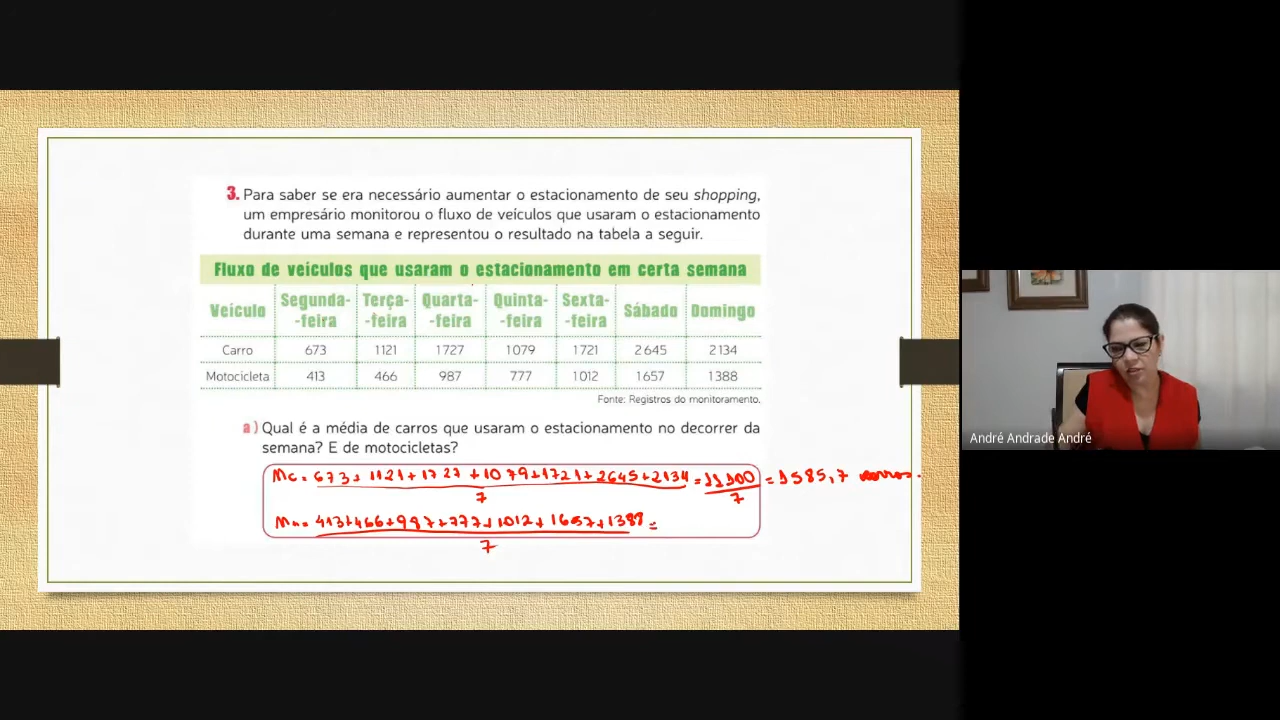 3. Para saber se era necessário aumentar o estacionamento de seu shopping,
um empresário monitorou o fluxo de veículos que usaram o estacionamento
durante uma semana e representou o resultado na tabela a seguir.
Fluxo de veículos que usaram o estacionamento em certa semana
Veículo Segunda-feira Terça-feira Quarta-feira Quinta-feira Sexta-feira Sábado Domingo
Carro 673 1121 1727 1079 1721 2645 2134
Motocicleta 413 466 987 777 1012 1657 1388
Fonte: Registros do monitoramento.
a) Qual é a média de carros que usaram o estacionamento no decorrer da
semana? E de motocicletas?
Mc = 673+1121+1727+1079+1721+2645+2134 = 11100 = 1585,7 carros.
7 7
Mm = 413+466+987+777+1012+1657+1388 =
7
André Andrade André